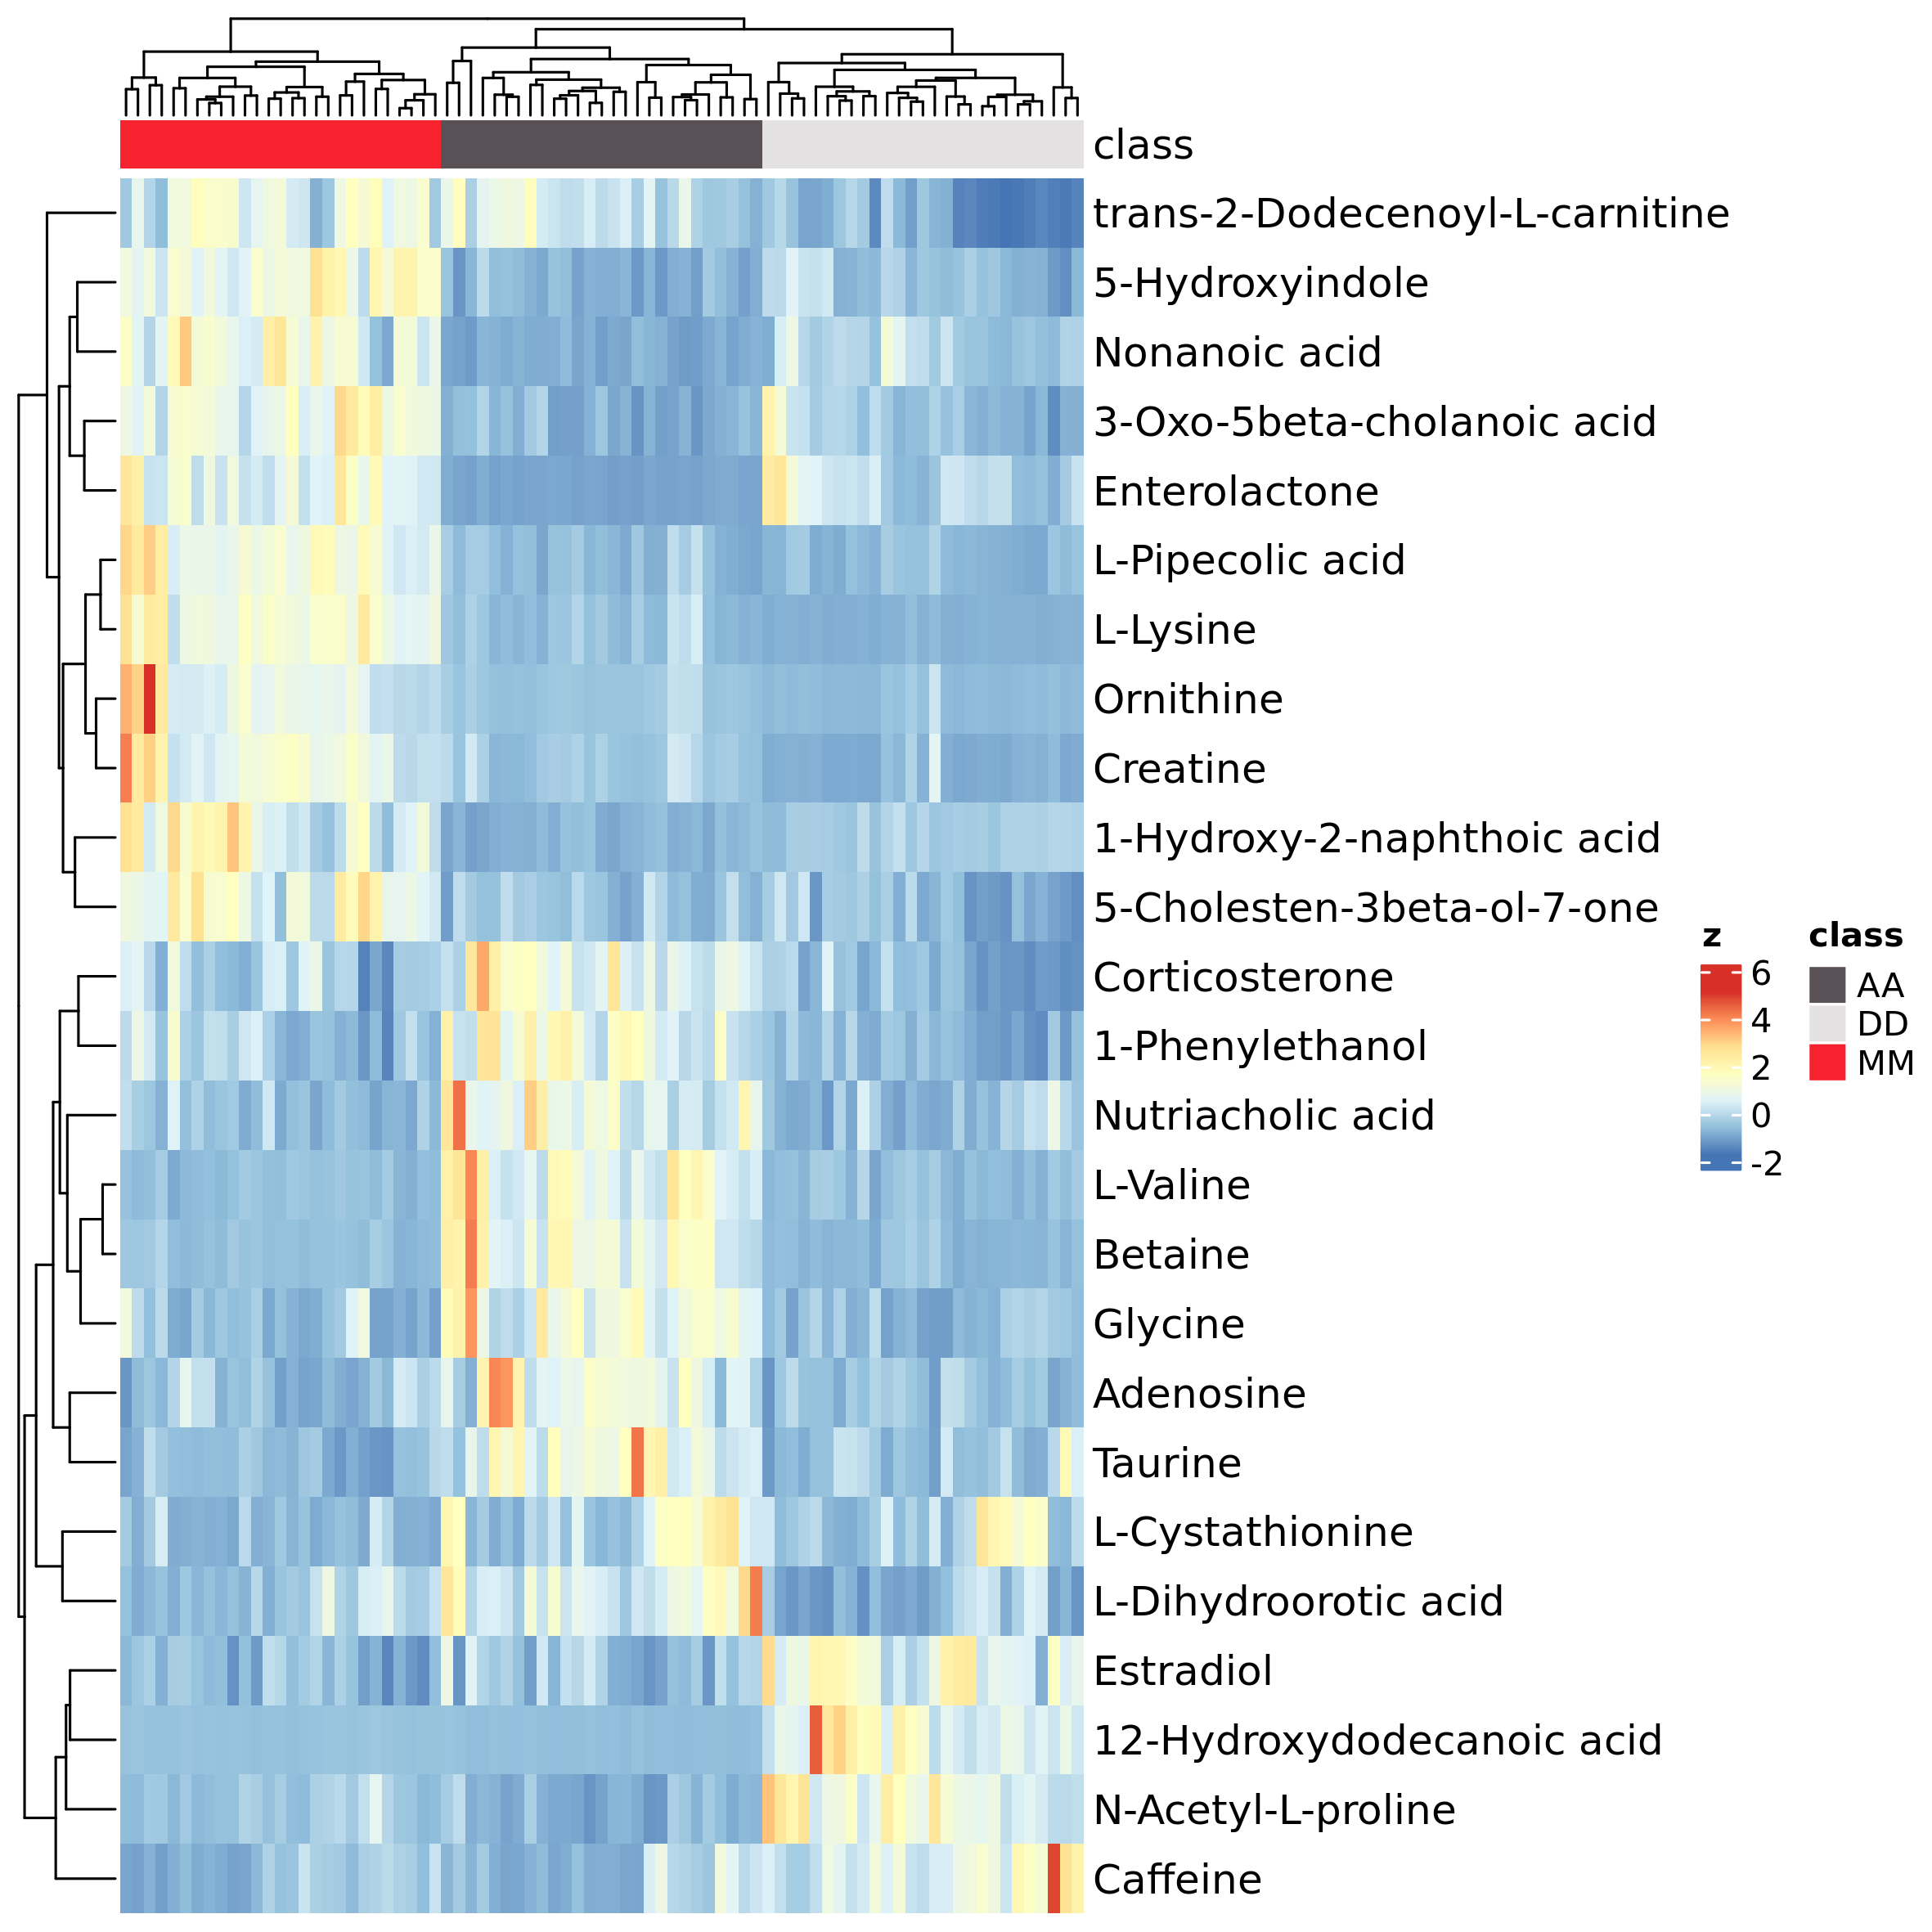 class
trans-2-Dodecenoyl-L-carnitine
5-Hydroxyindole
Nonanoic acid
3-Oxo-5beta-cholanoic acid
Enterolactone
L-Pipecolic acid
L-Lysine
Ornithine
Creatine
1-Hydroxy-2-naphthoic acid
5-Cholesten-3beta-ol-7-one
Corticosterone
1-Phenylethanol
Nutriacholic acid
L-Valine
Betaine
Glycine
Adenosine
Taurine
L-Cystathionine
L-Dihydroorotic acid
Estradiol
12-Hydroxydodecanoic acid
N-Acetyl-L-proline
Caffeine
z
6
4
2
0
-2
class
AA
DD
MM